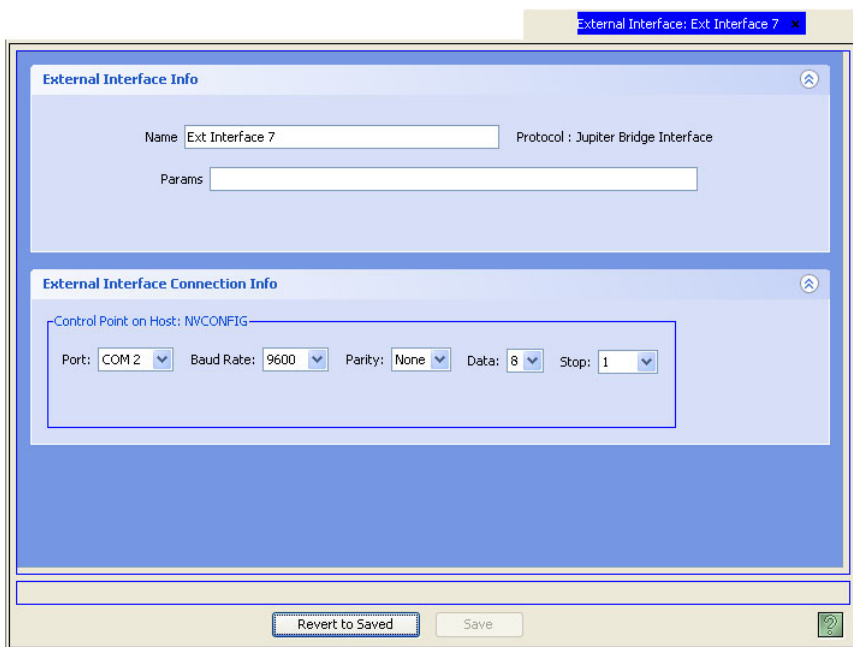 External Interface: Ext Interface 7 ×
External Interface Info
Name Ext Interface 7 Protocol : Jupiter Bridge Interface
Params
External Interface Connection Info
Control Point on Host: NVCONFIG
Port: COM 2 Baud Rate: 9600 Parity: None Data: 8 Stop: 1
Revert to Saved Save ?